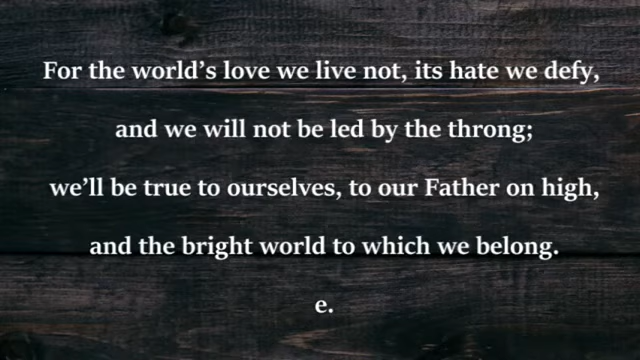 For the world’s love we live not, its hate we defy,
and we will not be led by the throng;
we’ll be true to ourselves, to our Father on high,
and the bright world to which we belong.
e.